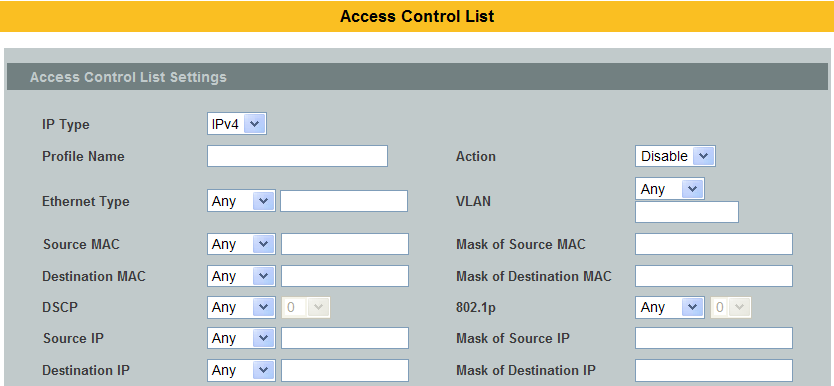 Access Control List
Access Control List Settings
IP Type IPv4
Profile Name Action Disable
Ethernet Type Any VLAN Any
Source MAC Any Mask of Source MAC
Destination MAC Any Mask of Destination MAC
DSCP Any 0 802.1p Any 0
Source IP Any Mask of Source IP
Destination IP Any Mask of Destination IP